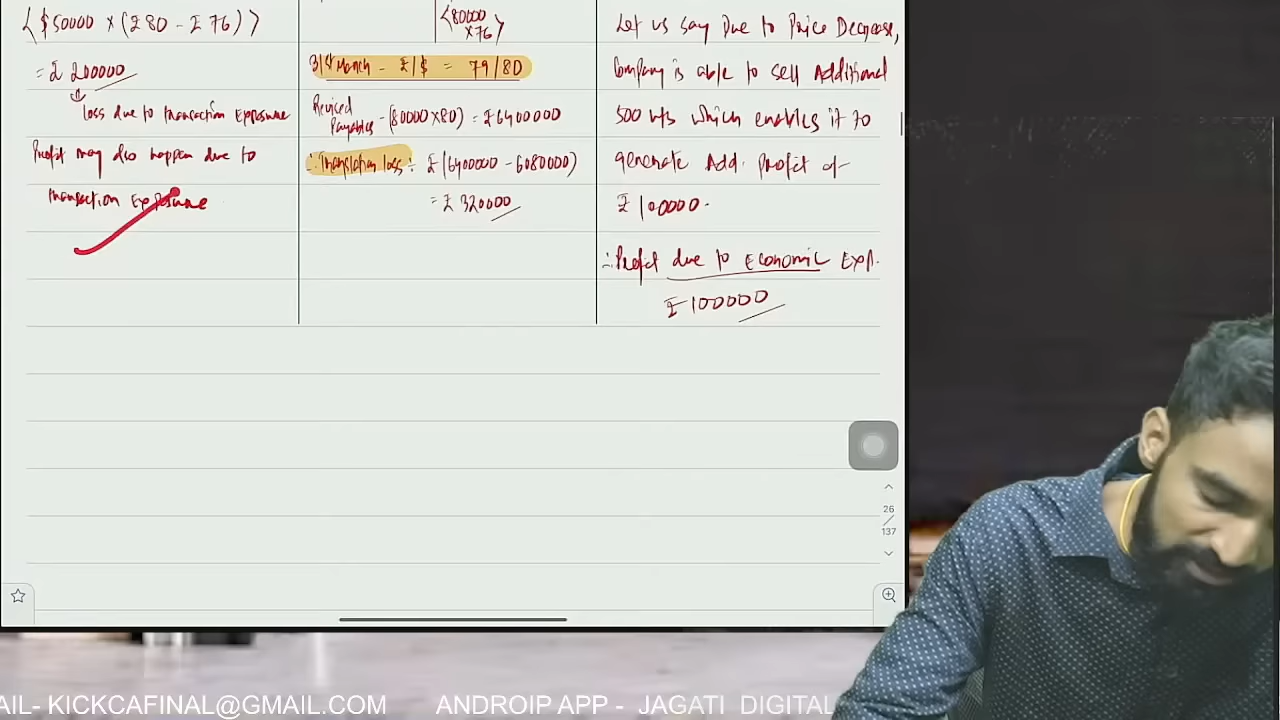 ($50000 × (₹80 - ₹76))
= ₹ 200000
loss due to transaction Exposure
Profit may also happen due to
transaction Exposure
(80000
×76)
31st March - ₹/$ = 79/80
Revised
Payables - (80000×80) = ₹6400000
∴ Translation loss : ₹(6400000 - 6080000)
= ₹ 320000
Let us say Due to Price Decrease,
Company is able to sell Additional
500 uts which enables it to
generate Add. Profit of
₹ 100000.
∴ Profit due to Economic Exp.
₹ 100000
26
137
AIL- KICKCAFINAL@GMAIL.COM ANDROIP APP - JAGATI DIGITAL